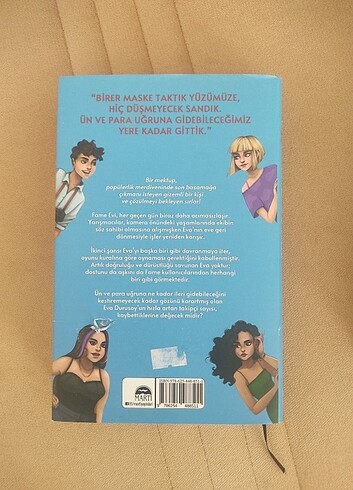 "BİRER MASKE TAKTIK YÜZÜMÜZE,
HİÇ DÜŞMEYECEK SANDIK.
ÜN VE PARA UĞRUNA GİDEBİLECEĞİMİZ
YERE KADAR GİTTİK."
Bir mektup,
popülerlik merdiveninde son basamağa
çıkmanı isteyen gizemli bir kişi
ve çözülmeyi bekleyen sırlar!
Fame Evi, her geçen gün biraz daha acımasızlaşır.
Yarışmacılar, kamera önündeki yaşamlarında ekibin
söz sahibi olmasına alışmışken Eva'nın eve geri
dönmesiyle işler yeniden karışır.
İkinci şansı Eva'yı başka biri gibi davranmaya iter,
oyunu kuralına göre oynaması gerektiğini kabullenmiştir.
Artık doğruluğu ve dürüstlüğü savunan Eva yoktur;
dostunu da aşkını da Fame kullanıcılarından herhangi
biri gibi görmektedir.
Ün ve para uğruna ne kadar ileri gidebileceğini
kestiremeyecek kadar gözünü karartmış olan
Eva Durusoy'un hızla artan takipçi sayısı,
kaybettiklerine değecek midir?
MARTI